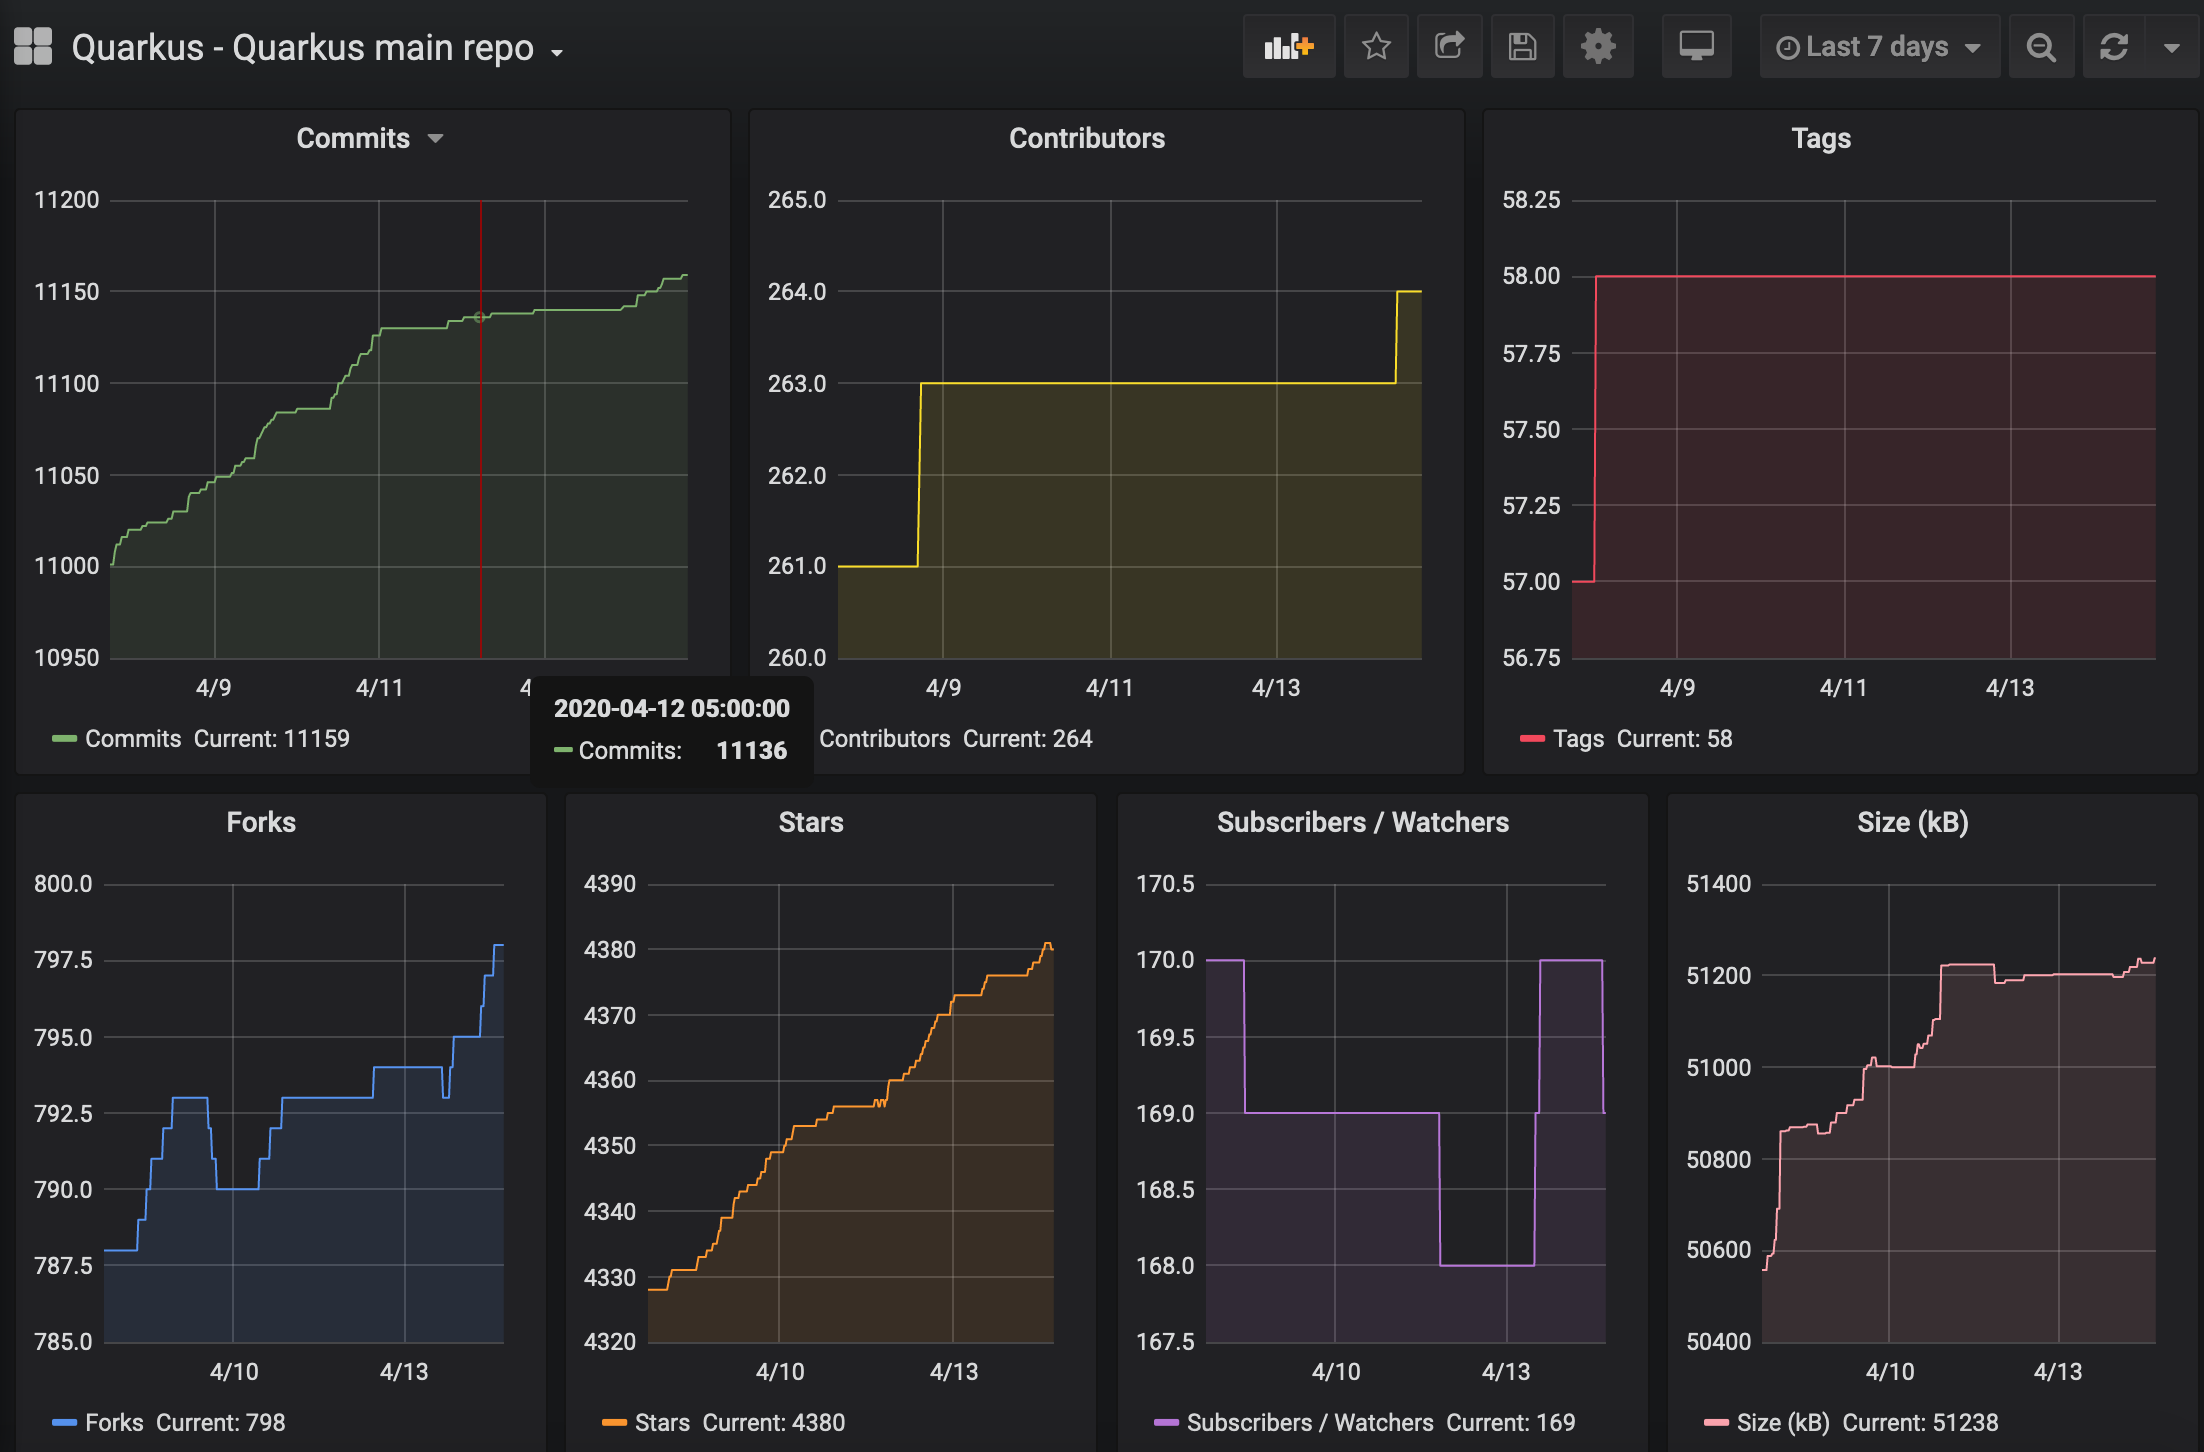 Quarkus - Quarkus main repo
Last 7 days
Commits
11200
11150
11100
11050
11000
10950
4/9 4/11 4
Commits Current: 11159
2020-04-12 05:00:00
Commits: 11136
Contributors
265.0
264.0
263.0
262.0
261.0
260.0
4/9 4/11 4/13
Contributors Current: 264
Tags
58.25
58.00
57.75
57.50
57.25
57.00
56.75
4/9 4/11 4/13
Tags Current: 58
Forks
800.0
797.5
795.0
792.5
790.0
787.5
785.0
4/10 4/13
Forks Current: 798
Stars
4390
4380
4370
4360
4350
4340
4330
4320
4/10 4/13
Stars Current: 4380
Subscribers / Watchers
170.5
170.0
169.5
169.0
168.5
168.0
167.5
4/10 4/13
Subscribers / Watchers Current: 169
Size (kB)
51400
51200
51000
50800
50600
50400
4/10 4/13
Size (kB) Current: 51238